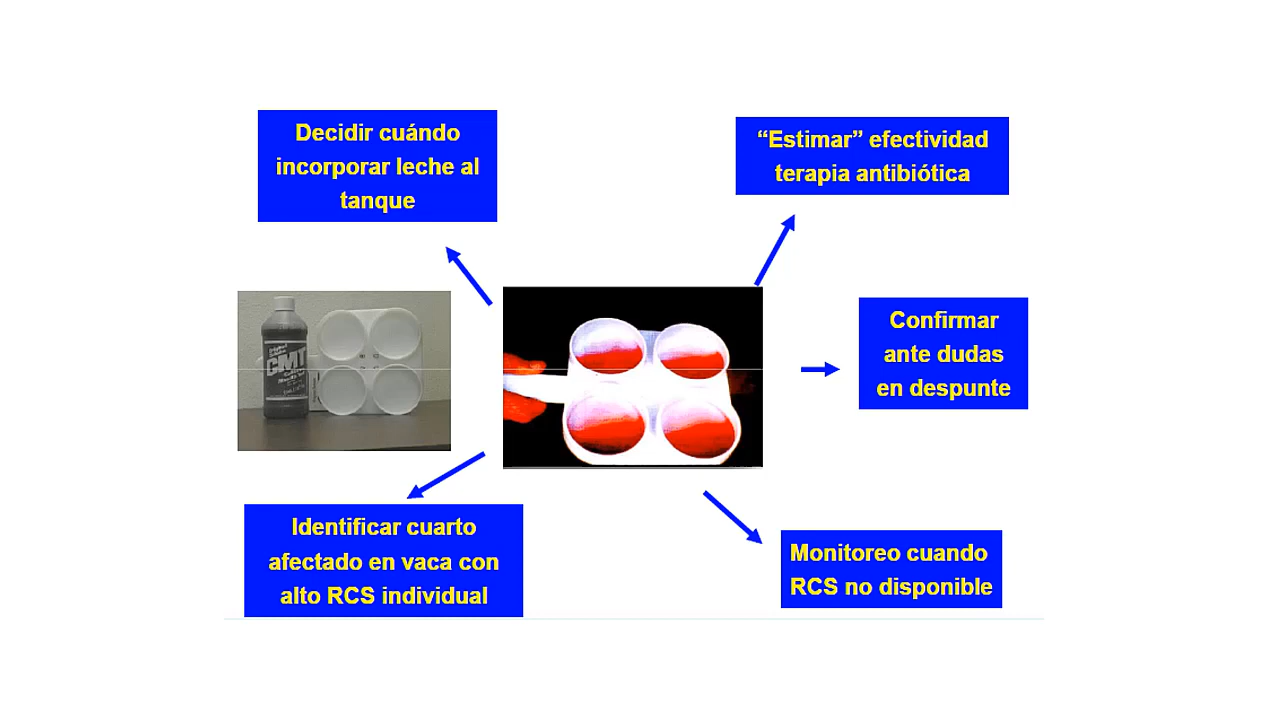 Decidir cuándo
incorporar leche al
tanque
“Estimar” efectividad
terapia antibiótica
Confirmar
ante dudas
en despunte
CMT
Identificar cuarto
afectado en vaca con
alto RCS individual
Monitoreo cuando
RCS no disponible